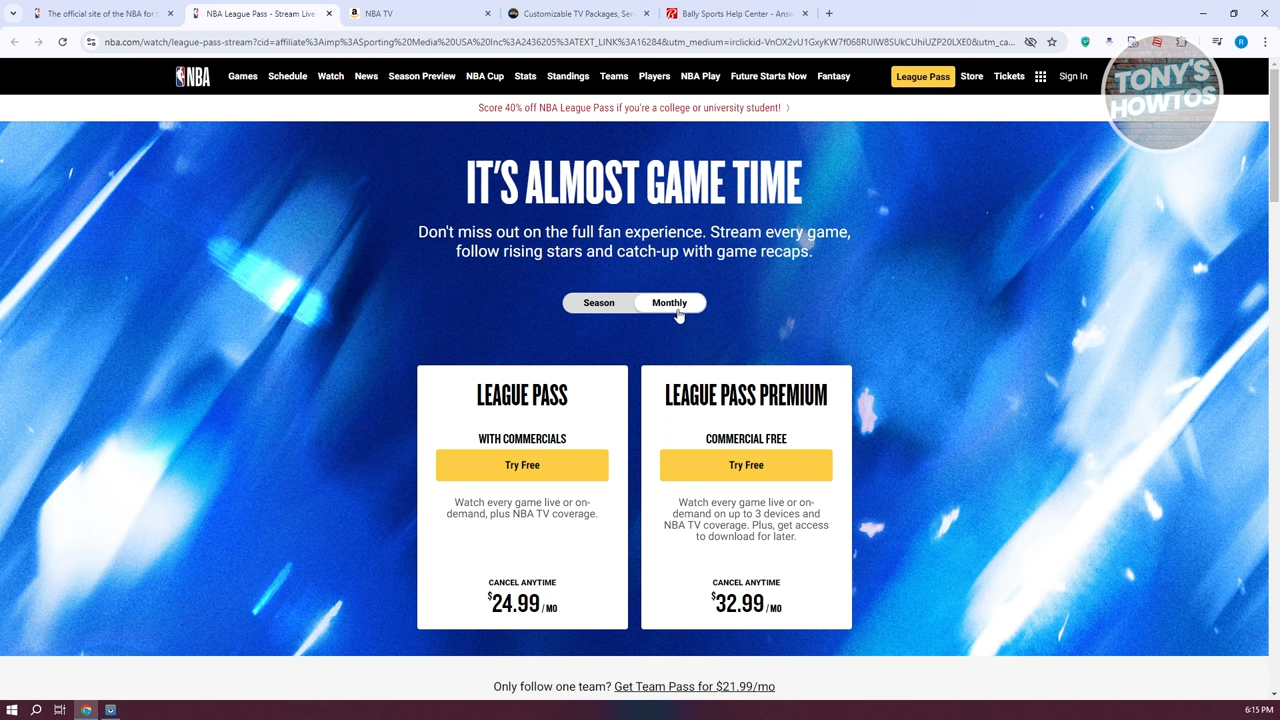 The official site of the NBA for
NBA League Pass - Stream Live
NBA TV
Customizable TV Packages, Ser
Bally Sports Help Center - Answ
nba.com/watch/league-pass-stream?cid=affiliate%3Aimp%3ASporting%20Media%20USA%20Inc%3A2436205%3ATEXT_LINK%3A16284&utm_medium=irclickid-VnOXOyU1GxyKW7f068RUIW8SUkCUhiUZP20LXE0&utm_ca...
NBA Games Schedule Watch News Season Preview NBA Cup Stats Standings Teams Players NBA Play Future Starts Now Fantasy League Pass Store Tickets Sign In
TONY'S
HOWTOS
Score 40% off NBA League Pass if you're a college or university student!
IT'S ALMOST GAME TIME
Don't miss out on the full fan experience. Stream every game,
follow rising stars and catch-up with game recaps.
Season Monthly
LEAGUE PASS
WITH COMMERCIALS
Try Free
Watch every game live or on-
demand, plus NBA TV coverage.
CANCEL ANYTIME
$24.99 / MO
LEAGUE PASS PREMIUM
COMMERCIAL FREE
Try Free
Watch every game live or on-
demand on up to 3 devices and
NBA TV coverage. Plus, get access
to download for later.
CANCEL ANYTIME
$32.99 / MO
Only follow one team? Get Team Pass for $21.99/mo
6:15 PM